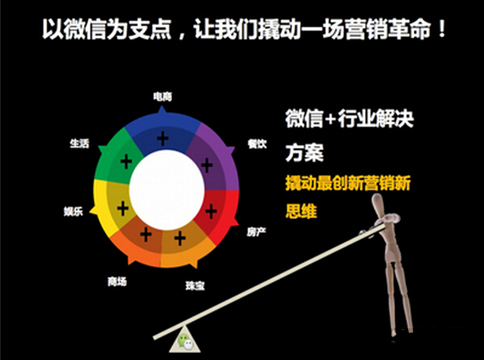 以微信为支点，让我们撬动一场营销革命！
电商
生活
餐饮
娱乐
房产
商场
珠宝
微信+行业解决
方案
撬动最创新营销新
思维